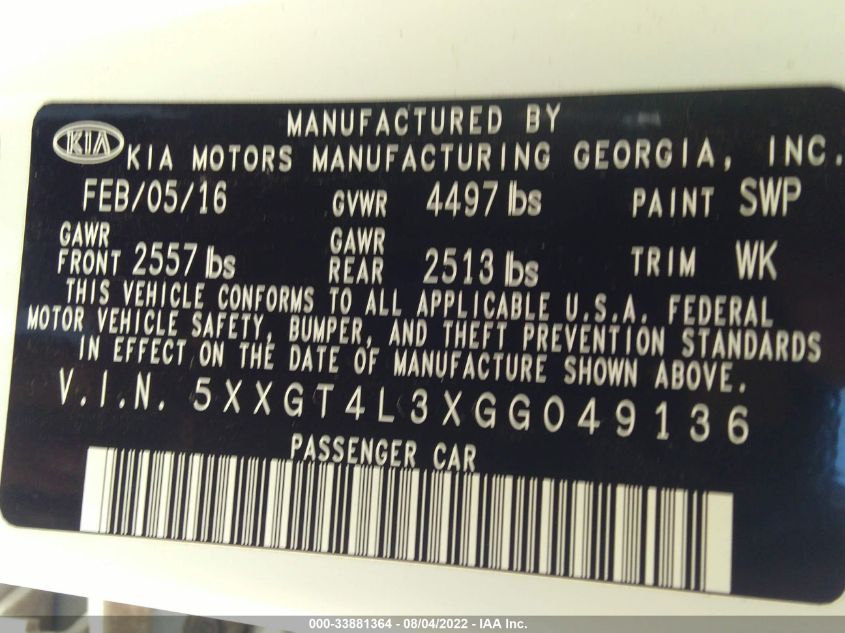 MANUFACTURED BY
KIA KIA MOTORS MANUFACTURING GEORGIA, INC.
FEB/05/16 GVWR 4497 lbs PAINT SWP
GAWR FRONT 2557 lbs GAWR REAR 2513 lbs TRIM WK
THIS VEHICLE CONFORMS TO ALL APPLICABLE U.S.A. FEDERAL
MOTOR VEHICLE SAFETY, BUMPER, AND THEFT PREVENTION STANDARDS
IN EFFECT ON THE DATE OF MANUFACTURE SHOWN ABOVE.
V.I.N. 5XXGT4L3XGG049136
PASSENGER CAR
000-33881364 - 08/04/2022 - IAA Inc.